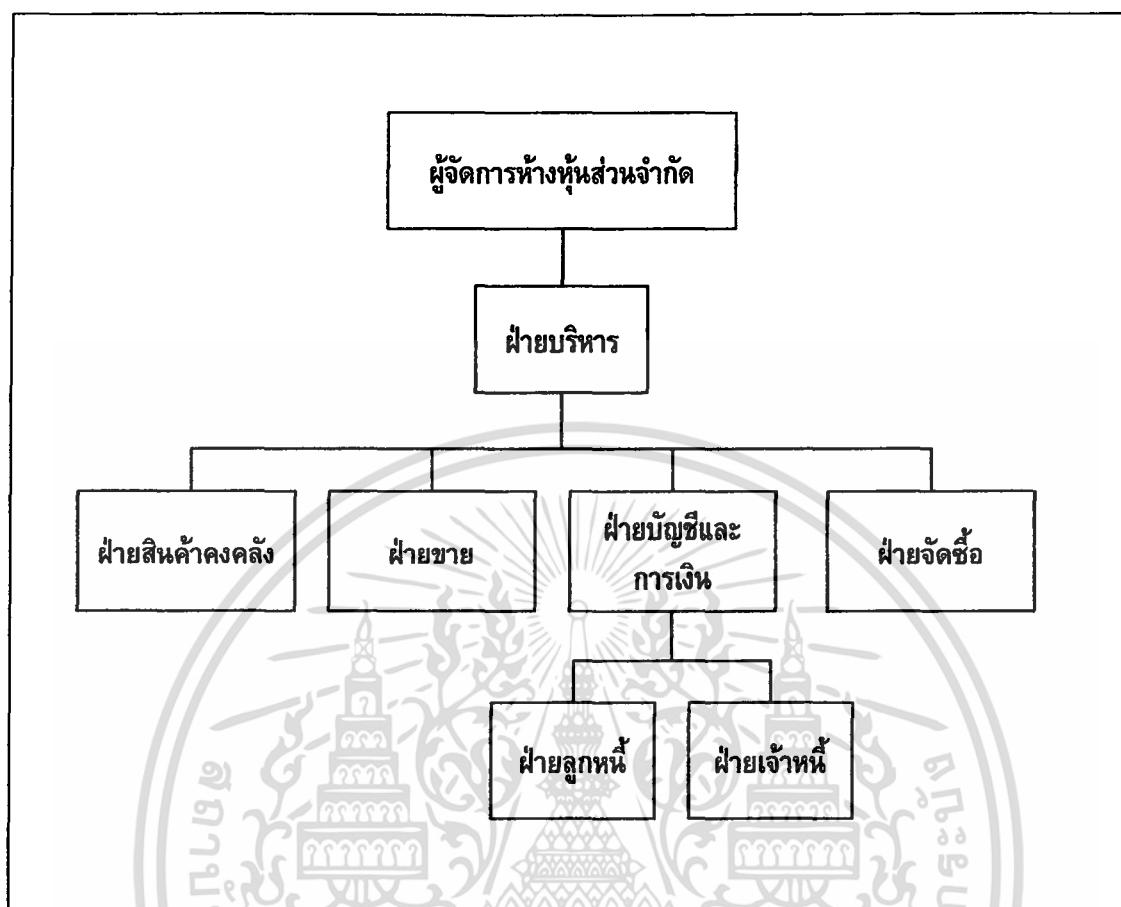 ผู้จัดการห้างหุ้นส่วนจำกัด
ฝ่ายบริหาร
ฝ่ายสินค้าคงคลัง
ฝ่ายขาย
ฝ่ายบัญชีและ
การเงิน
ฝ่ายจัดซื้อ
ฝ่ายลูกหนี้
ฝ่ายเจ้าหนี้